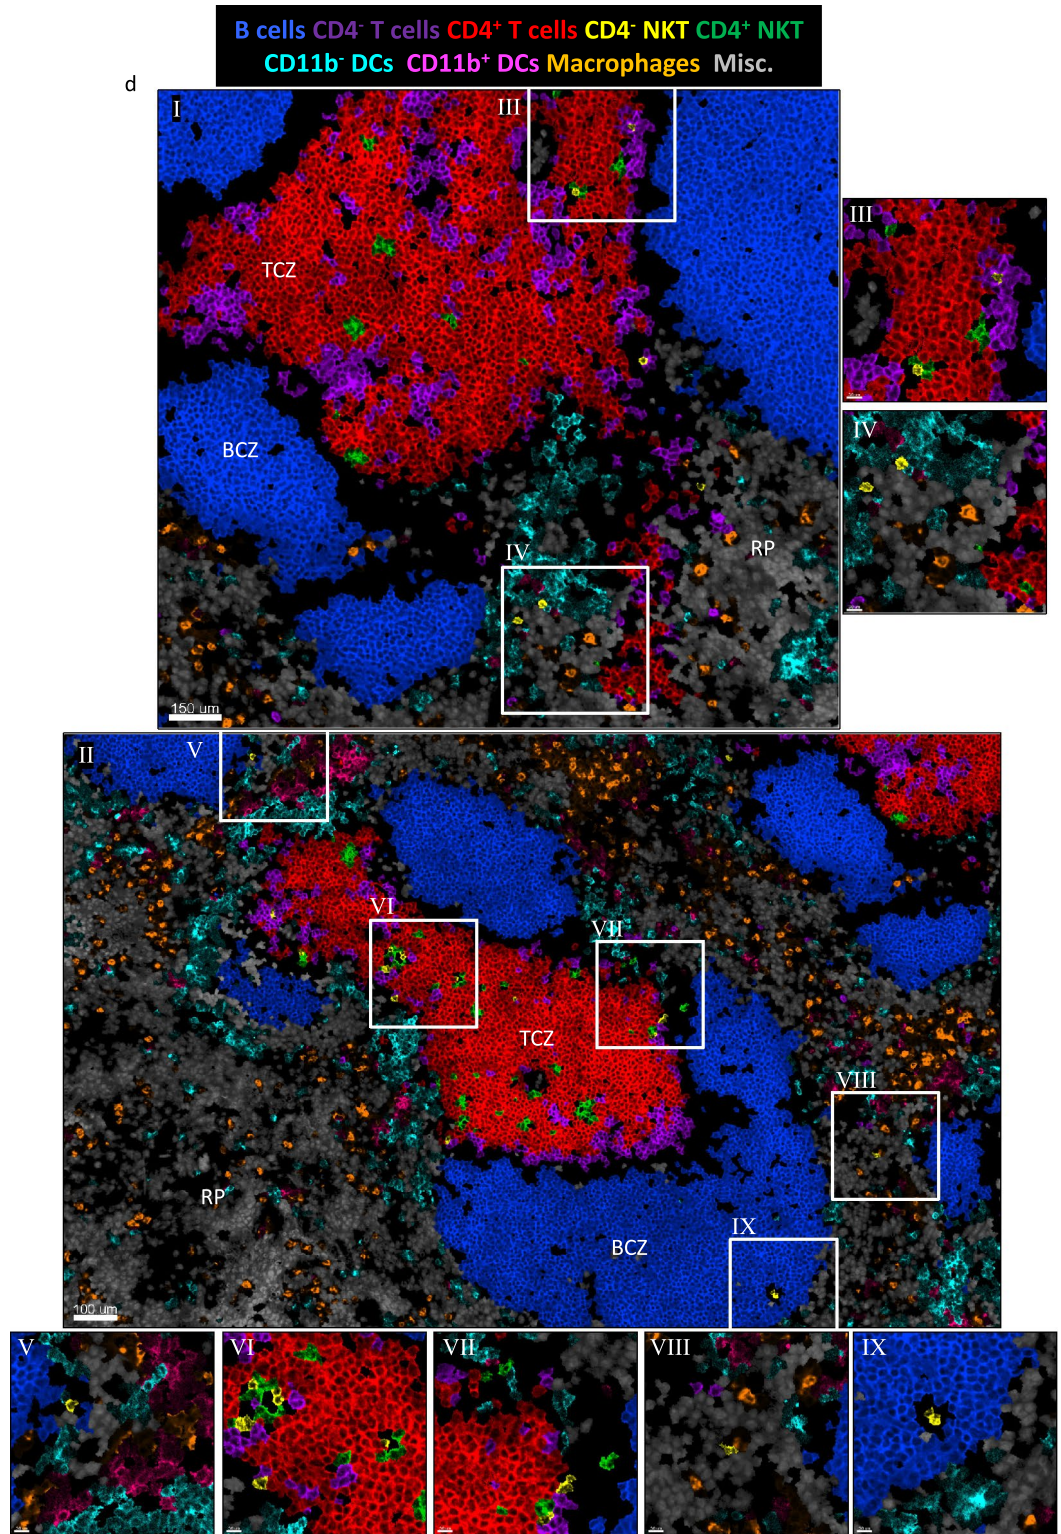 B cells CD4⁻ T cells CD4⁺ T cells CD4⁻ NKT CD4⁺ NKT
CD11b⁻ DCs CD11b⁺ DCs Macrophages Misc.
d
I
III
TCZ
BCZ
IV
RP
150 um
III
IV
II
V
VI
VII
TCZ
VIII
RP
IX
BCZ
100 um
V
VI
VII
VIII
IX